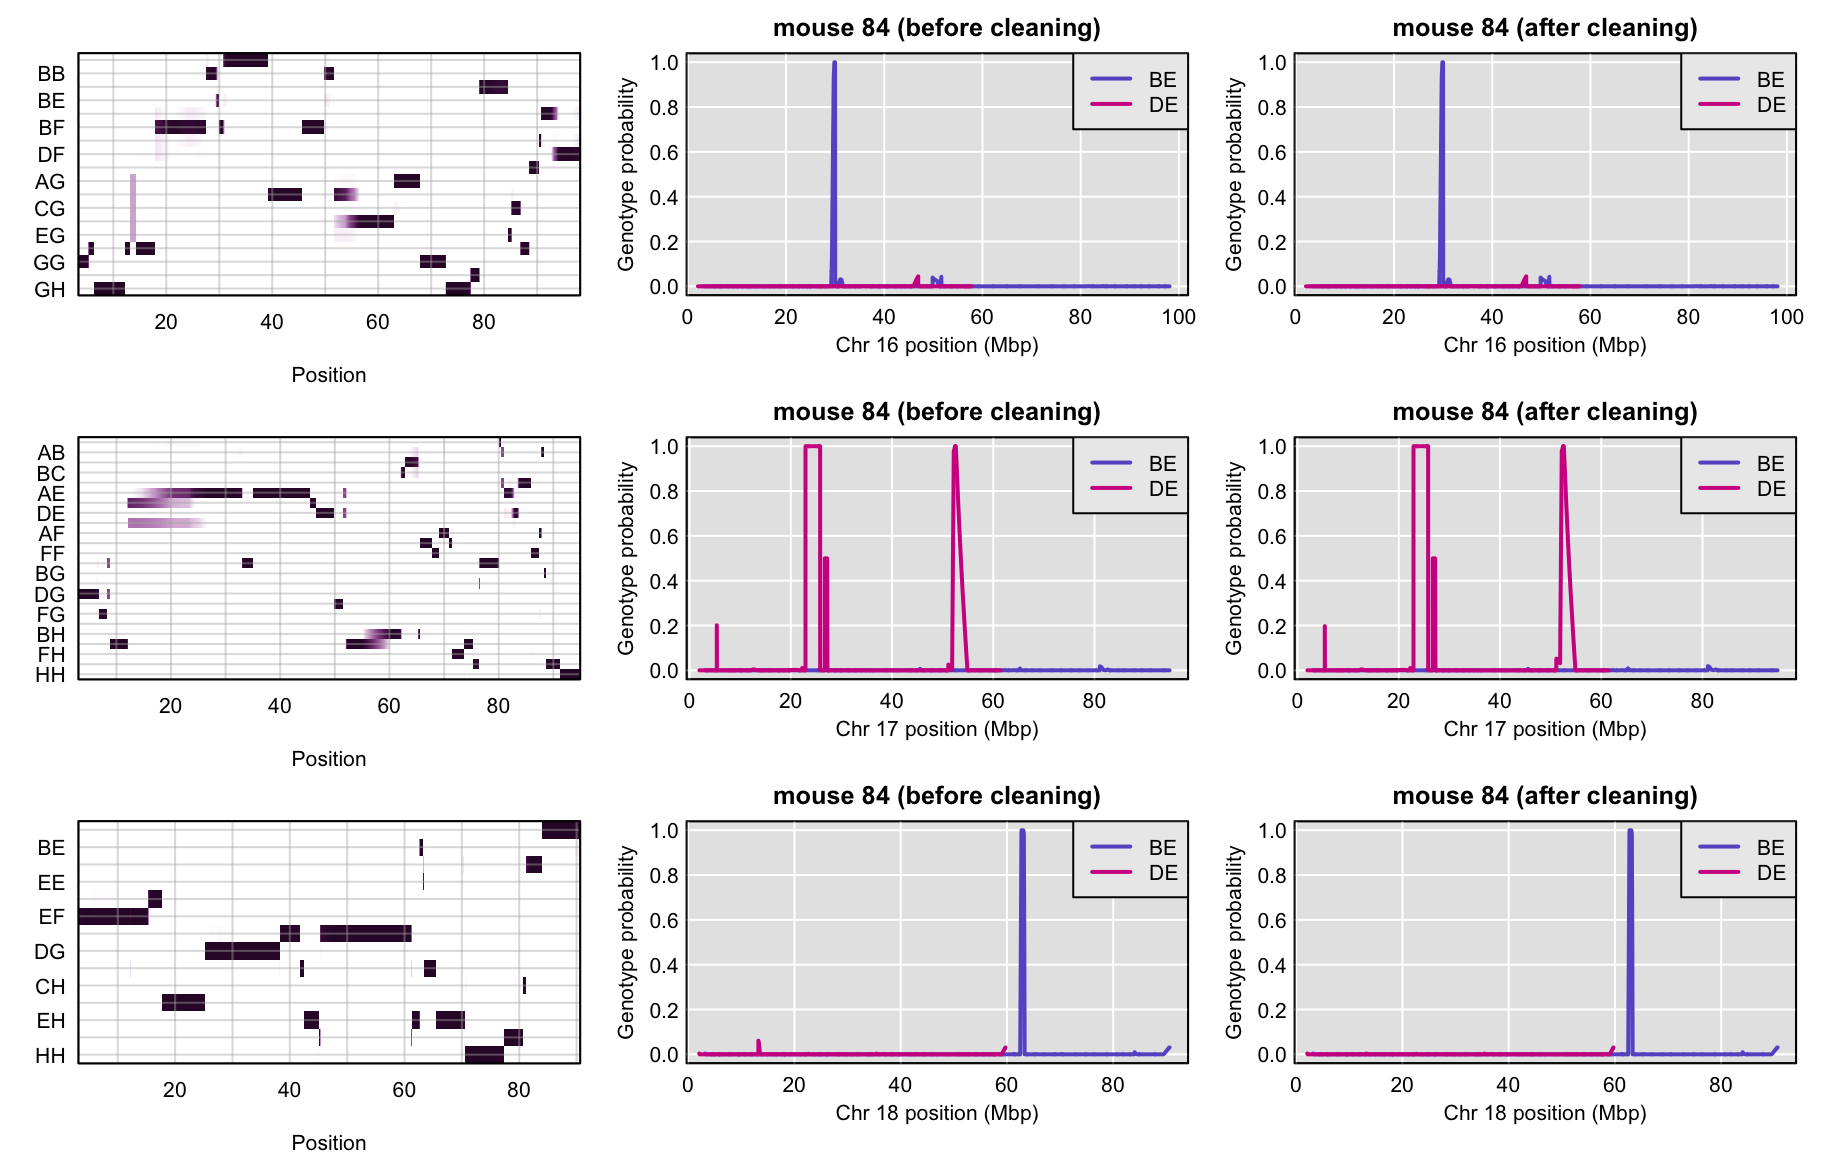 BB
BE
BF
DF
AG
CG
EG
GG
GH
20 40 60 80
Position
mouse 84 (before cleaning)
Genotype probability
1.0
0.8
0.6
0.4
0.2
0.0
BE
DE
0 20 40 60 80 100
Chr 16 position (Mbp)
mouse 84 (after cleaning)
Genotype probability
1.0
0.8
0.6
0.4
0.2
0.0
BE
DE
0 20 40 60 80 100
Chr 16 position (Mbp)
AB
BC
AE
DE
AF
FF
BG
DG
FG
BH
FH
HH
20 40 60 80
Position
mouse 84 (before cleaning)
Genotype probability
1.0
0.8
0.6
0.4
0.2
0.0
BE
DE
0 20 40 60 80
Chr 17 position (Mbp)
mouse 84 (after cleaning)
Genotype probability
1.0
0.8
0.6
0.4
0.2
0.0
BE
DE
0 20 40 60 80
Chr 17 position (Mbp)
BE
EE
EF
DG
CH
EH
HH
20 40 60 80
Position
mouse 84 (before cleaning)
Genotype probability
1.0
0.8
0.6
0.4
0.2
0.0
BE
DE
0 20 40 60 80
Chr 18 position (Mbp)
mouse 84 (after cleaning)
Genotype probability
1.0
0.8
0.6
0.4
0.2
0.0
BE
DE
0 20 40 60 80
Chr 18 position (Mbp)